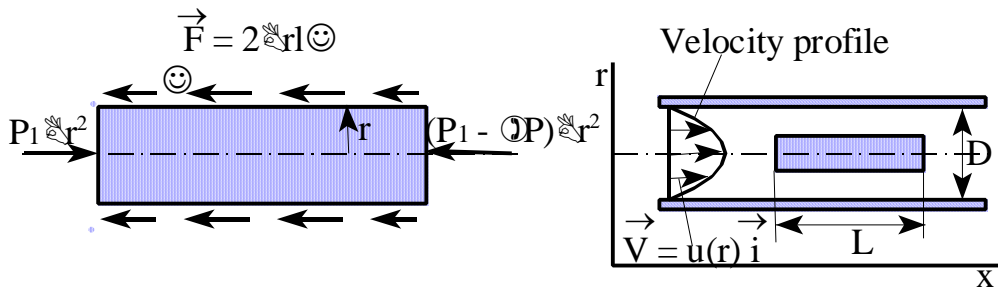 F = 2👌rl☺
☺
P₁👌r²
r
(P₁ - ✆P)👌r²
Velocity profile
r
D
V = u(r) i
L
x